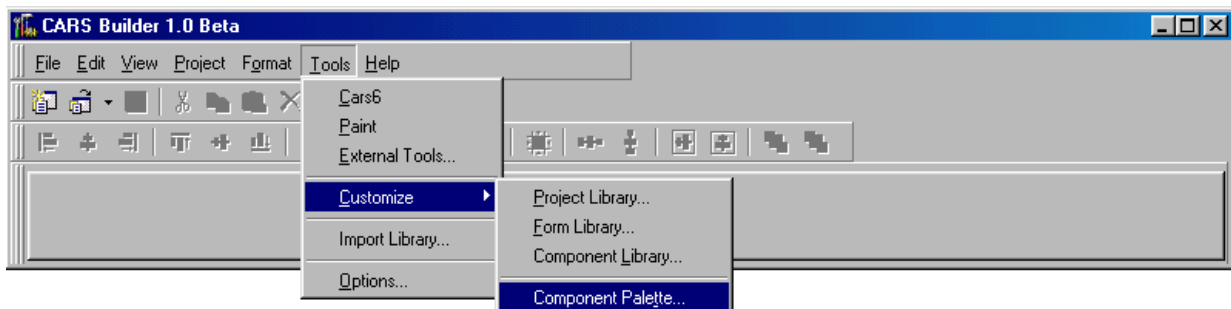 CARS Builder 1.0 Beta
File Edit View Project Format Tools Help
Cars6
Paint
External Tools...
Customize
Import Library...
Options...
Project Library...
Form Library...
Component Library...
Component Palette...